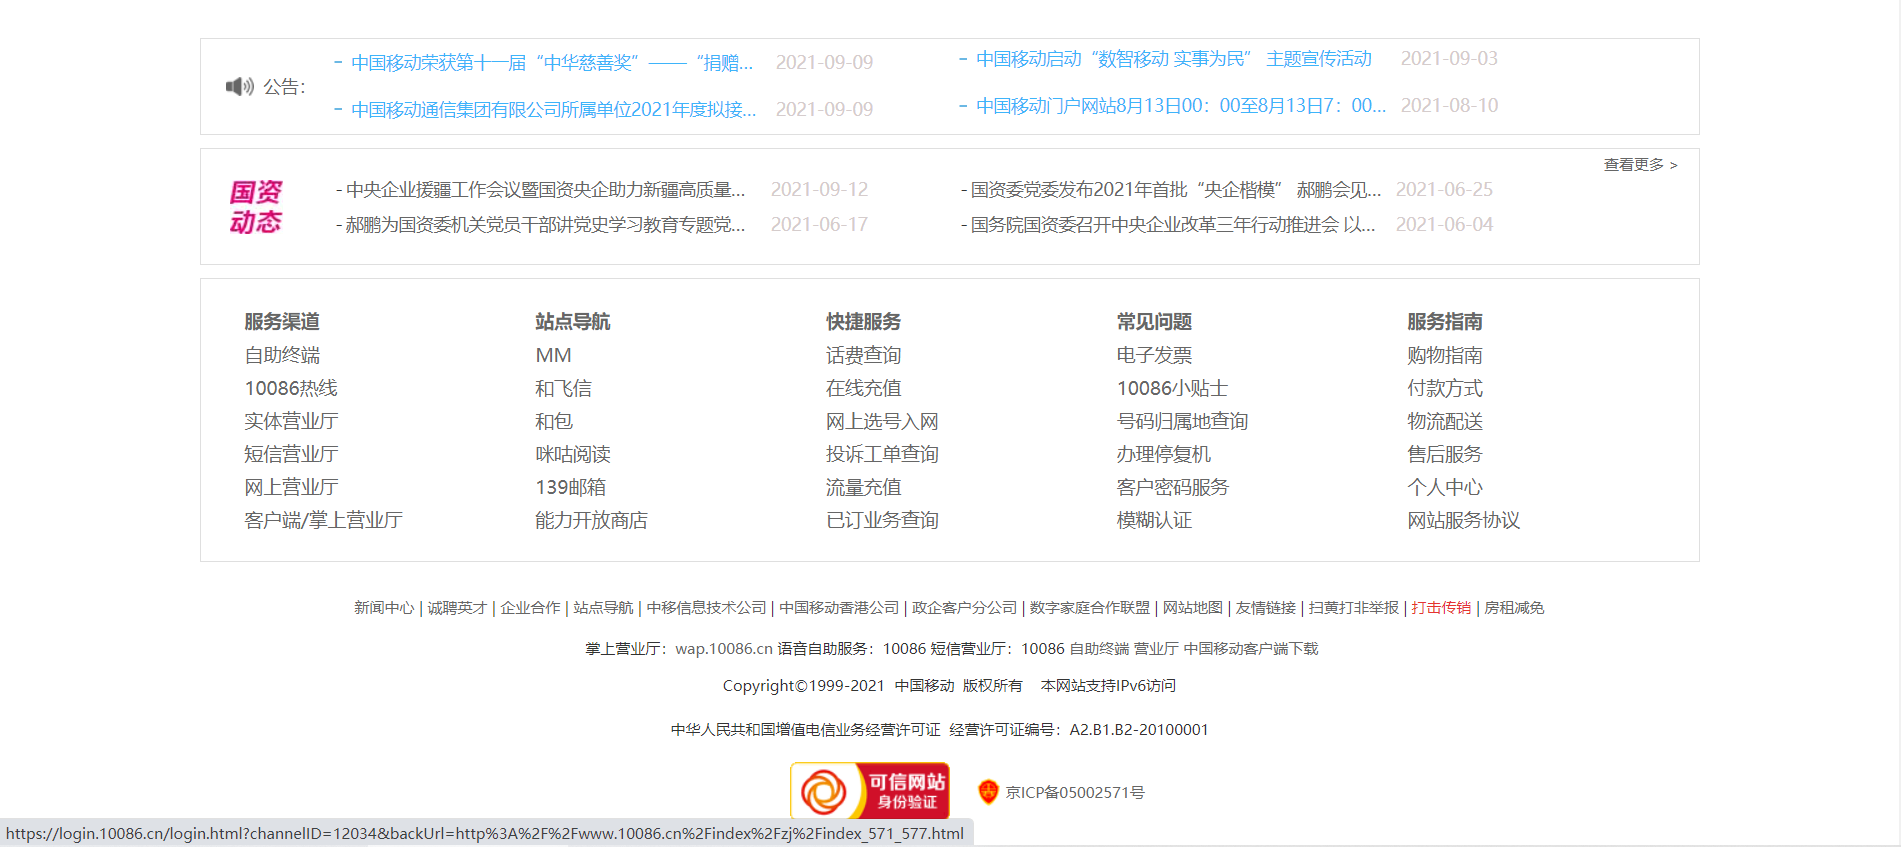 公告：
- 中国移动荣获第十一届“中华慈善奖”——“捐赠... 2021-09-09
- 中国移动启动“数智移动 实事为民” 主题宣传活动 2021-09-03
- 中国移动通信集团有限公司所属单位2021年度拟接... 2021-09-09
- 中国移动门户网站8月13日00：00至8月13日7：00... 2021-08-10
查看更多 >
国资
动态
- 中央企业援疆工作会议暨国资央企助力新疆高质量... 2021-09-12
- 国资委党委发布2021年首批“央企楷模” 郝鹏会见... 2021-06-25
- 郝鹏为国资委机关党员干部讲党史学习教育专题党... 2021-06-17
- 国务院国资委召开中央企业改革三年行动推进会 以... 2021-06-04
服务渠道
自助终端
10086热线
实体营业厅
短信营业厅
网上营业厅
客户端/掌上营业厅
站点导航
MM
和飞信
和包
咪咕阅读
139邮箱
能力开放商店
快捷服务
话费查询
在线充值
网上选号入网
投诉工单查询
流量充值
已订业务查询
常见问题
电子发票
10086小贴士
号码归属地查询
办理停复机
客户密码服务
模糊认证
服务指南
购物指南
付款方式
物流配送
售后服务
个人中心
网站服务协议
新闻中心 | 诚聘英才 | 企业合作 | 站点导航 | 中移信息技术公司 | 中国移动香港公司 | 政企客户分公司 | 数字家庭合作联盟 | 网站地图 | 友情链接 | 扫黄打非举报 | 打击传销 | 房租减免
掌上营业厅：wap.10086.cn 语音自助服务：10086 短信营业厅：10086 自助终端 营业厅 中国移动客户端下载
Copyright©1999-2021 中国移动 版权所有 本网站支持IPv6访问
中华人民共和国增值电信业务经营许可证 经营许可证编号：A2.B1.B2-20100001
可信网站
身份验证
京ICP备05002571号
https://login.10086.cn/login.html?channelID=12034&backUrl=http%3A%2F%2Fwww.10086.cn%2Findex%2Fzj%2Findex_571_577.html